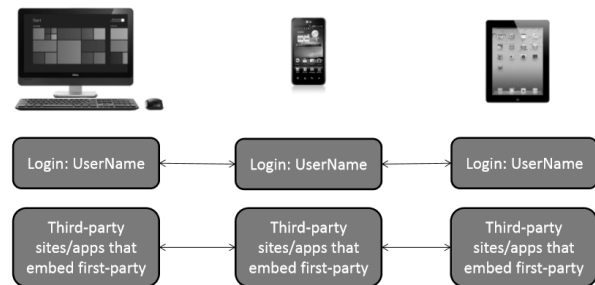 Start
Login: UserName
Login: UserName
Login: UserName
Third-party
sites/apps that
embed first-party
Third-party
sites/apps that
embed first-party
Third-party
sites/apps that
embed first-party